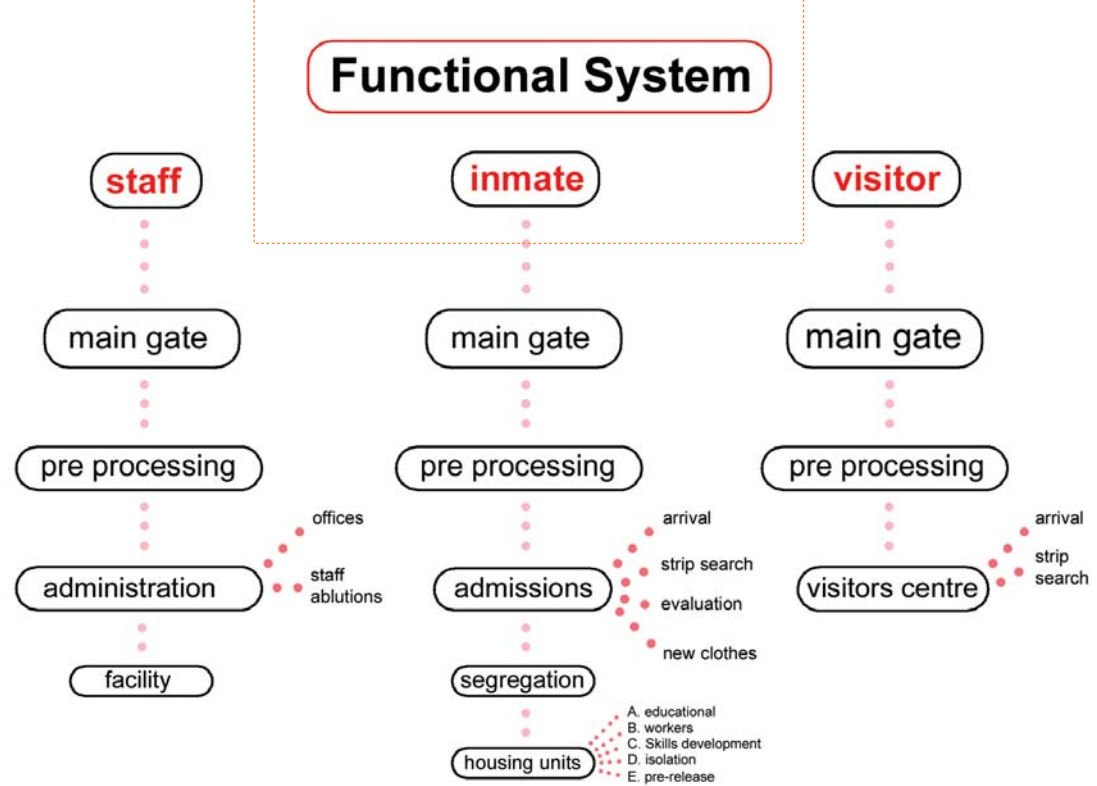 Functional System
staff
inmate
visitor
main gate
main gate
main gate
pre processing
pre processing
pre processing
offices
arrival
arrival
administration
staff
ablutions
admissions
strip search
evaluation
new clothes
visitors centre
strip
search
facility
segregation
housing units
A. educational
B. workers
C. Skills development
D. isolation
E. pre-release